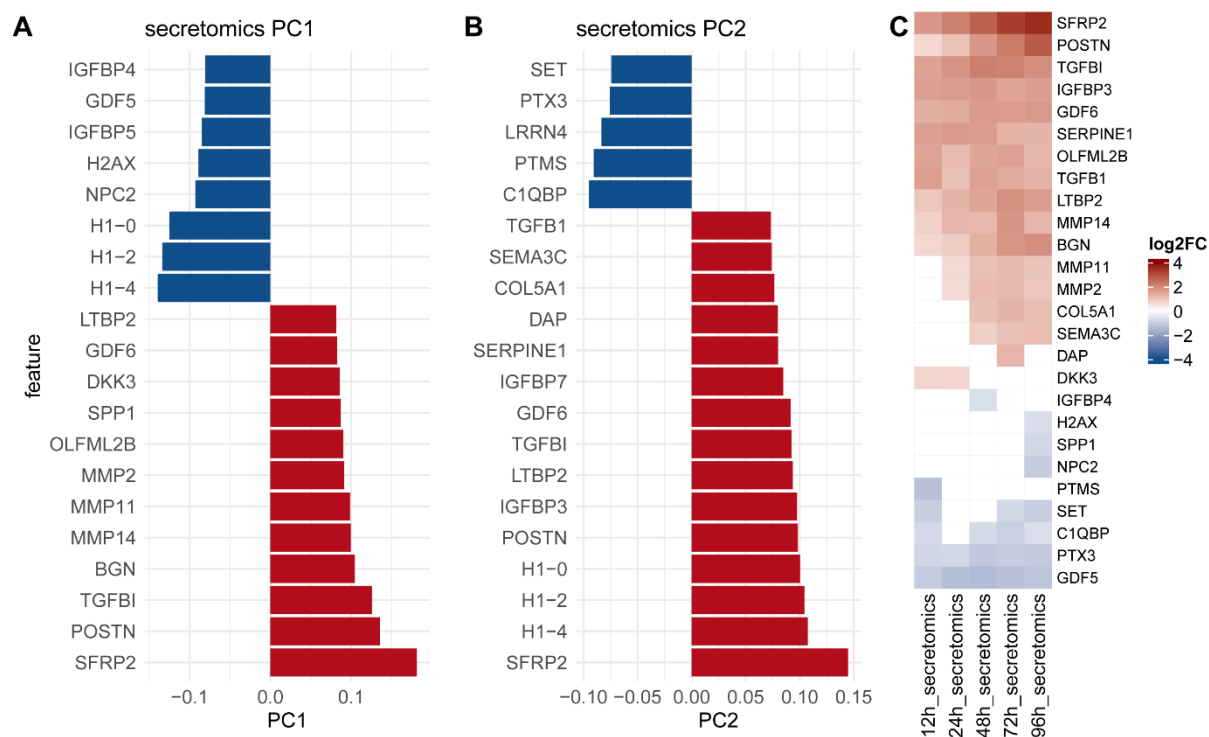 A
secretomics PC1
feature
IGFBP4
GDF5
IGFBP5
H2AX
NPC2
H1−0
H1−2
H1−4
LTBP2
GDF6
DKK3
SPP1
OLFML2B
MMP2
MMP11
MMP14
BGN
TGFBI
POSTN
SFRP2
−0.1 0.0 0.1
PC1
B
secretomics PC2
SET
PTX3
LRRN4
PTMS
C1QBP
TGFB1
SEMA3C
COL5A1
DAP
SERPINE1
IGFBP7
GDF6
TGFBI
LTBP2
IGFBP3
POSTN
H1−0
H1−2
H1−4
SFRP2
−0.10 −0.05 0.00 0.05 0.10 0.15
PC2
C
SFRP2
POSTN
TGFBI
IGFBP3
GDF6
SERPINE1
OLFML2B
TGFB1
LTBP2
MMP14
BGN
MMP11
MMP2
COL5A1
SEMA3C
DAP
DKK3
IGFBP4
H2AX
SPP1
NPC2
PTMS
SET
C1QBP
PTX3
GDF5
12h_secretomics
24h_secretomics
48h_secretomics
72h_secretomics
96h_secretomics
log2FC
4
2
0
−2
−4